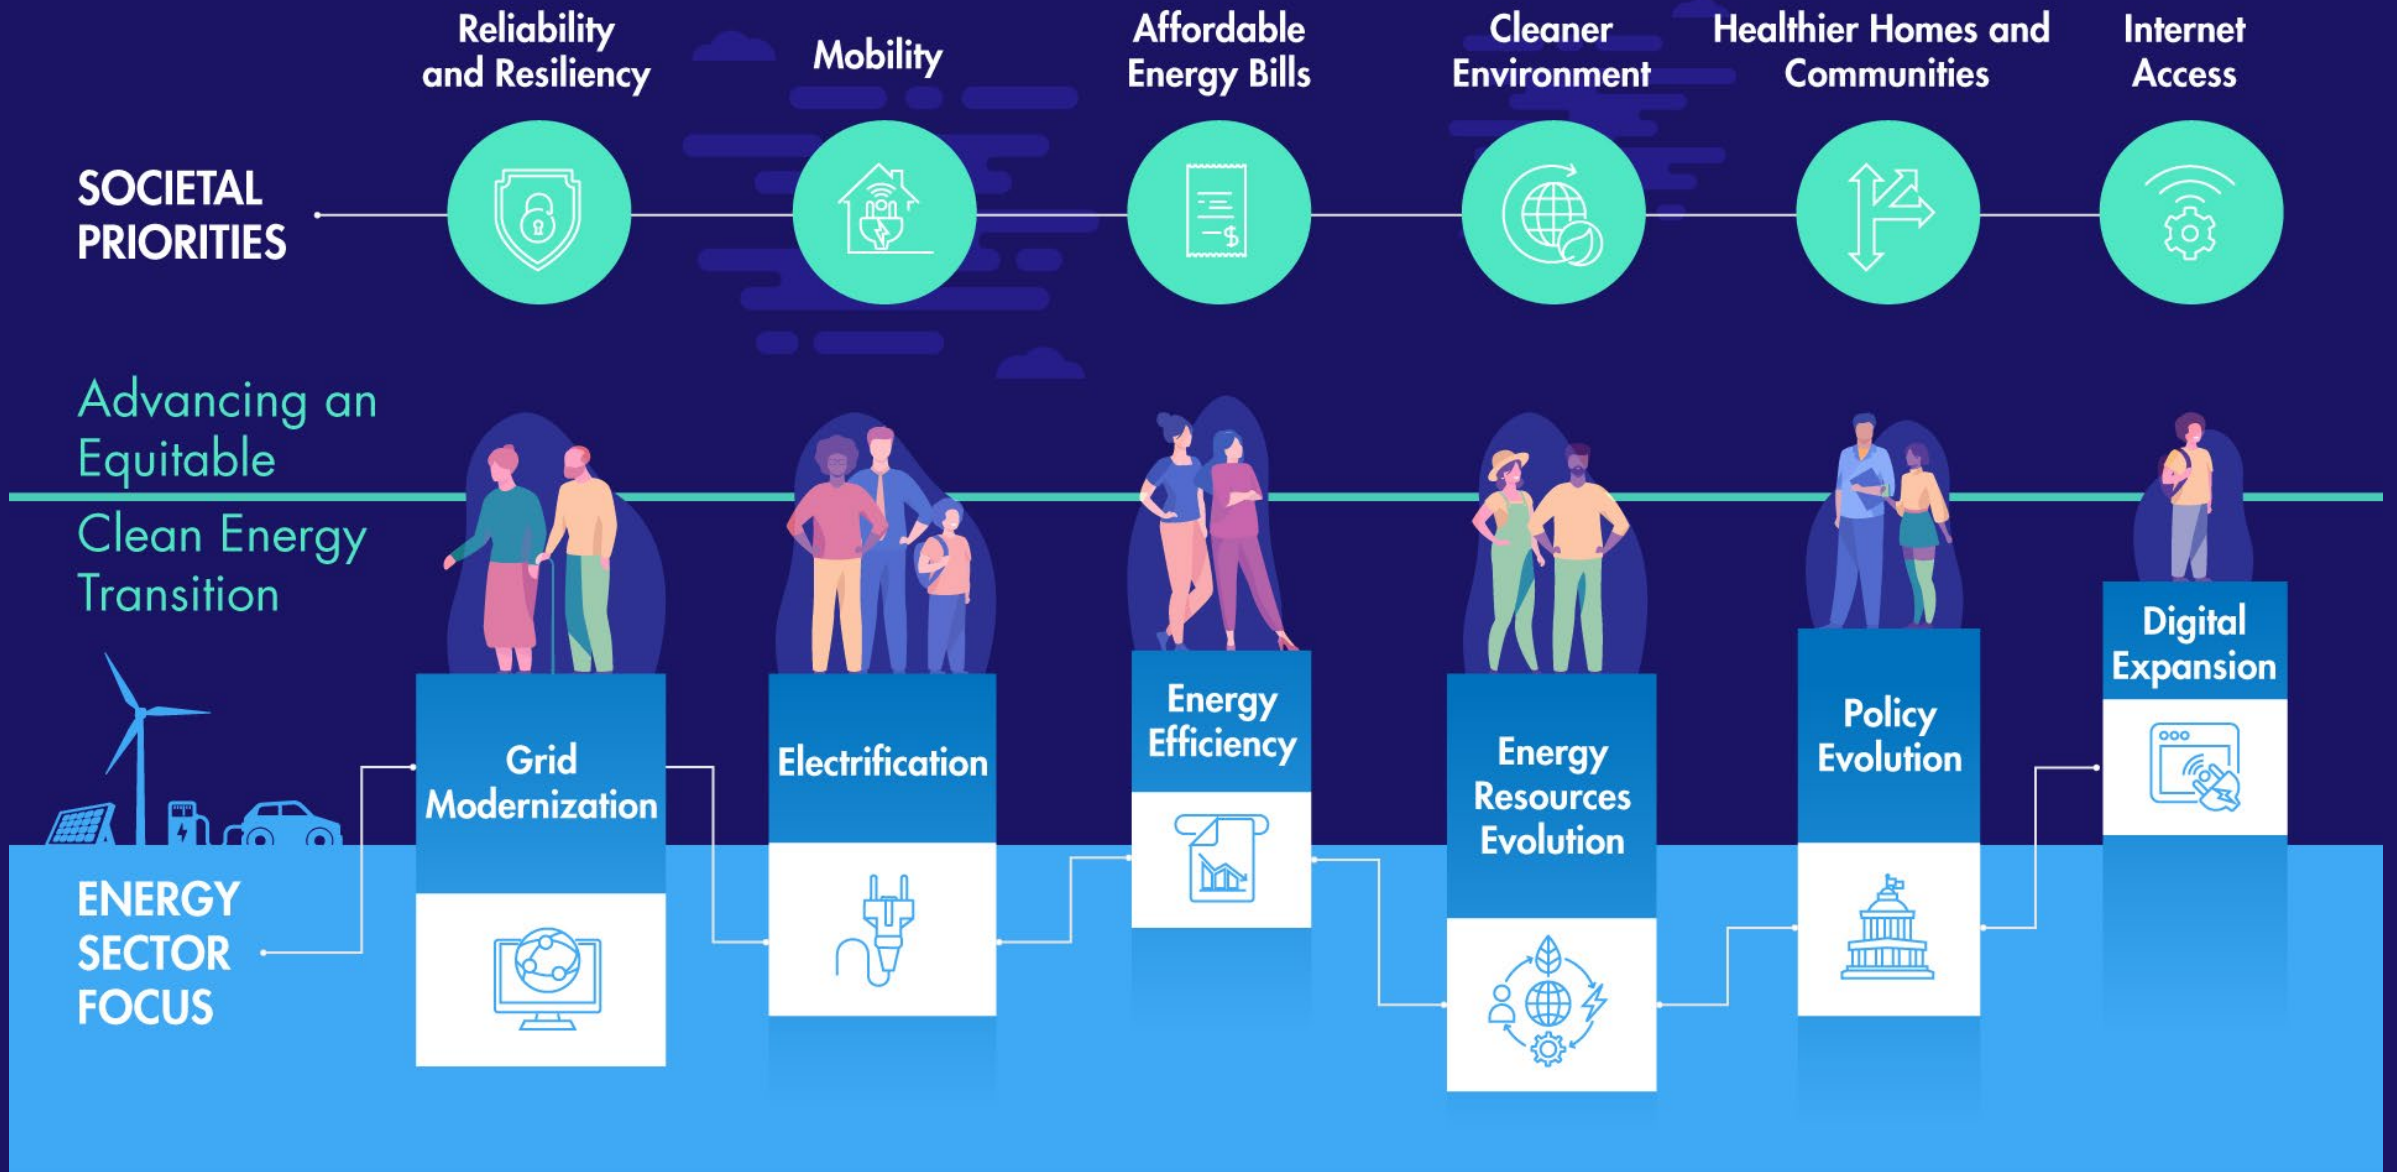 Reliability
and Resiliency
Mobility
Affordable
Energy Bills
Cleaner
Environment
Healthier Homes and
Communities
Internet
Access
SOCIETAL
PRIORITIES
Advancing an
Equitable
Clean Energy
Transition
Grid
Modernization
Electrification
Energy
Efficiency
Energy
Resources
Evolution
Policy
Evolution
Digital
Expansion
ENERGY
SECTOR
FOCUS
-$